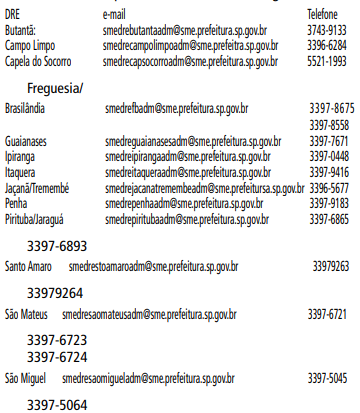 DRE e-mail Telefone
Butantã: smedrebutantaadm@sme.prefeitura.sp.gov.br 3743-9133
Campo Limpo smedrecampolimpoadm@sme.prefeitra.sp.gov.br 3396-6284
Capela do Socorro smedrecapsocorroadm@sme.prefeitura.sp.gov.br 5521-1993
Freguesia/
Brasilândia smedrefbadm@sme.prefeitura.sp.gov.br 3397-8675
3397-8558
Guaianases smedreguaianasesadm@sme.prefeitura.sp.gov.br 3397-7671
Ipiranga smedreipirangaadm@sme.prefeitura.sp.gov.br 3397-0448
Itaquera smedreitaqueraadm@sme.prefeitura.sp.gov.br 3397-9416
Jaçanã/Tremembé smedrejacanatremembeadm@sme.prefeitursa.sp.gov.br 3396-5677
Penha smedrepenhaadm@sme.prefeitura.sp.gov.br 3397-9183
Pirituba/Jaraguá smedrepiritubaadm@sme.prefeitura.sp.gov.br 3397-6865
3397-6893
Santo Amaro smedrestoamaroadm@sme.prefeitura.sp.gov.br 33979263
33979264
São Mateus smedresaomateusadm@sme.prefeitura.sp.gov.br 3397-6721
3397-6723
3397-6724
São Miguel smedresaomigueladm@sme.prefeitura.sp.gov.br 3397-5045
3397-5064